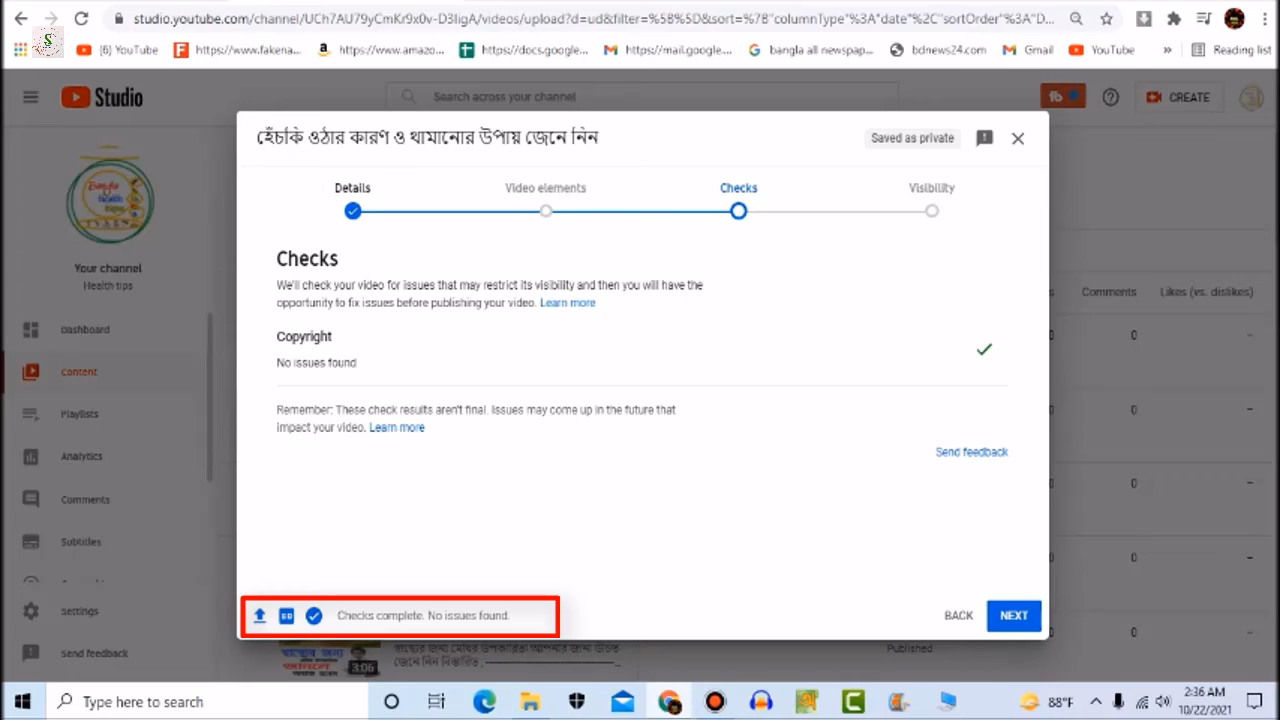 studio.youtube.com/channel/UCh7AU79yCmKr9x0v-D3IigA/videos/upload?d=ud&filter=%5B%5D&sort=%7B"columnType"%3A"date"%2C"sortOrder"%3A"D...
(6) YouTube https://www.fakena... https://www.amazo... https://docs.google... https://mail.google.... bangla all newspap... bdnews24.com Gmail YouTube » Reading list
Studio Search across your channel CREATE
হেঁচকি ওঠার কারণ ও থামানোর উপায় জেনে নিন Saved as private
Details Video elements Checks Visibility
Checks
We'll check your video for issues that may restrict its visibility and then you will have the
opportunity to fix issues before publishing your video. Learn more
Copyright
No issues found
Remember: These check results aren't final. Issues may come up in the future that
impact your video. Learn more
Send feedback
Checks complete. No issues found. BACK NEXT
Your channel
Health tips
Dashboard
Content
Playlists
Analytics
Comments
Subtitles
Settings
Send feedback
Comments Likes (vs. dislikes)
0 0 –
0 0 –
0 0 –
0 0 –
0 0 –
জেনে নিন বিস্তারিত,
3:06
Published
Type here to search 88°F 2:36 AM
10/22/2021